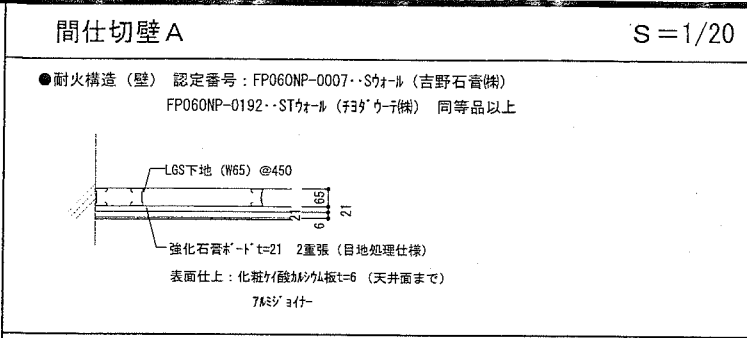 間仕切壁A S=1/20
●耐火構造（壁） 認定番号：FP060NP-0007‥Sウォール（吉野石膏㈱）
FP060NP-0192‥STウォール（チヨダウーテ㈱） 同等品以上
LGS下地（W65）@450
65
21
21
6
強化石膏ボードt=21 2重張（目地処理仕様）
表面仕上：化粧ケイ酸カルシウム板t=6（天井面まで）
アルミジョイナー